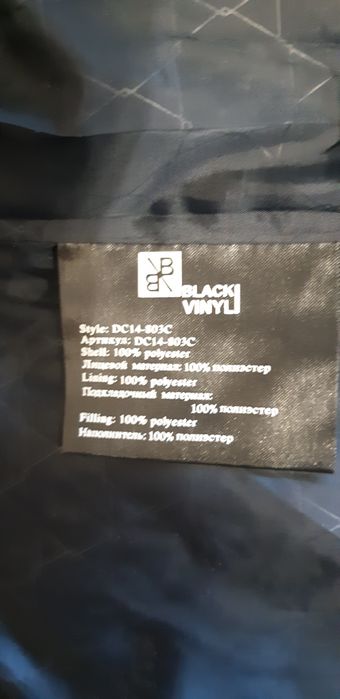 BLACK
VINYL
Style: DC14-803C
Артикул: DC14-803C
Shell: 100% polyester
Лицевой материал: 100% полиэстер
Lining: 100% polyester
Подкладочный материал:
100% полиэстер
Filling: 100% polyester
Наполнитель: 100% полиэстер